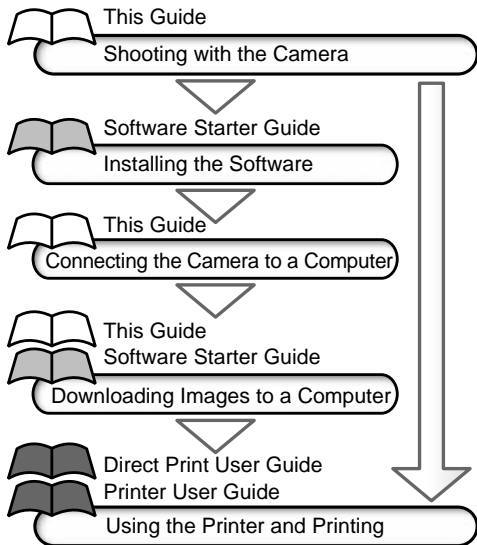 This Guide
Shooting with the Camera
Software Starter Guide
Installing the Software
This Guide
Connecting the Camera to a Computer
This Guide
Software Starter Guide
Downloading Images to a Computer
Direct Print User Guide
Printer User Guide
Using the Printer and Printing